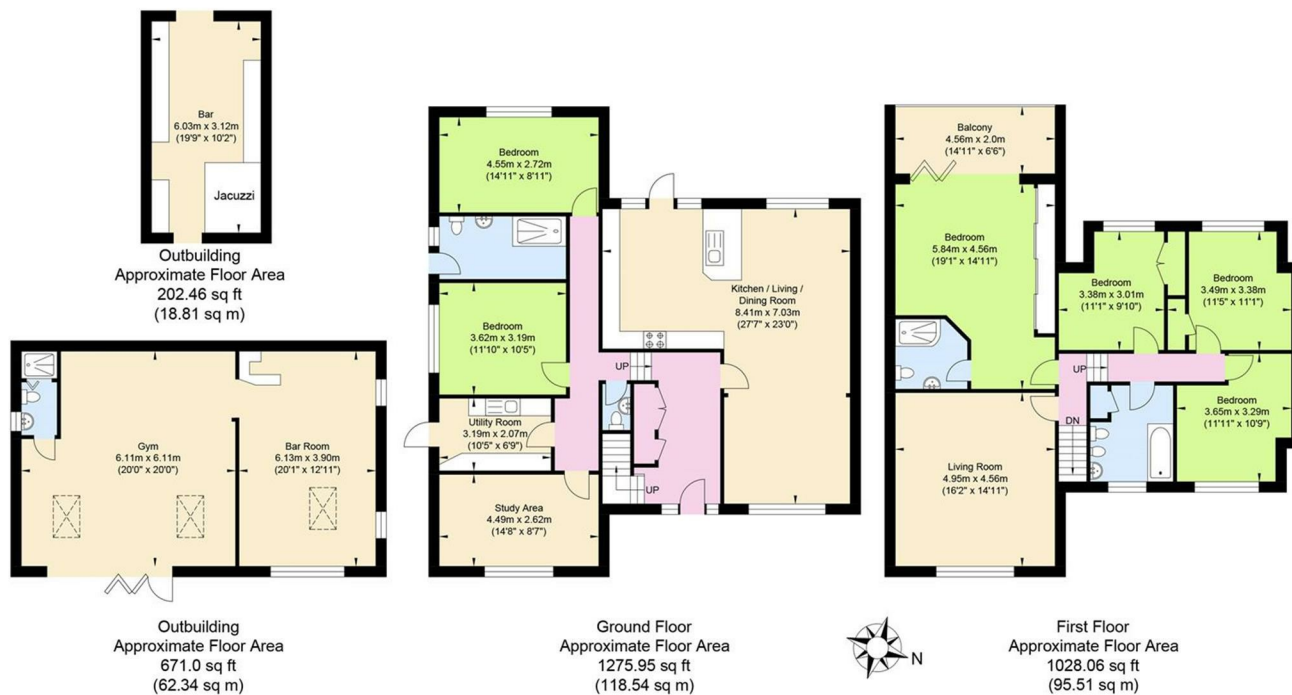 Bar
6.03m x 3.12m
(19'9" x 10'2")
Jacuzzi
Outbuilding
Approximate Floor Area
202.46 sq ft
(18.81 sq m)
Gym
6.11m x 6.11m
(20'0" x 20'0")
Bar Room
6.13m x 3.90m
(20'1" x 12'11")
Outbuilding
Approximate Floor Area
671.0 sq ft
(62.34 sq m)
Bedroom
4.55m x 2.72m
(14'11" x 8'11")
Bedroom
3.62m x 3.19m
(11'10" x 10'5")
Kitchen / Living /
Dining Room
8.41m x 7.03m
(27'7" x 23'0")
UP
Utility Room
3.19m x 2.07m
(10'5" x 6'9")
UP
Study Area
4.49m x 2.62m
(14'8" x 8'7")
Ground Floor
Approximate Floor Area
1275.95 sq ft
(118.54 sq m)
N
Balcony
4.56m x 2.0m
(14'11" x 6'6")
Bedroom
5.84m x 4.56m
(19'1" x 14'11")
Bedroom
3.38m x 3.01m
(11'1" x 9'10")
Bedroom
3.49m x 3.38m
(11'5" x 11'1")
UP
DN
Bedroom
3.65m x 3.29m
(11'11" x 10'9")
Living Room
4.95m x 4.56m
(16'2" x 14'11")
First Floor
Approximate Floor Area
1028.06 sq ft
(95.51 sq m)